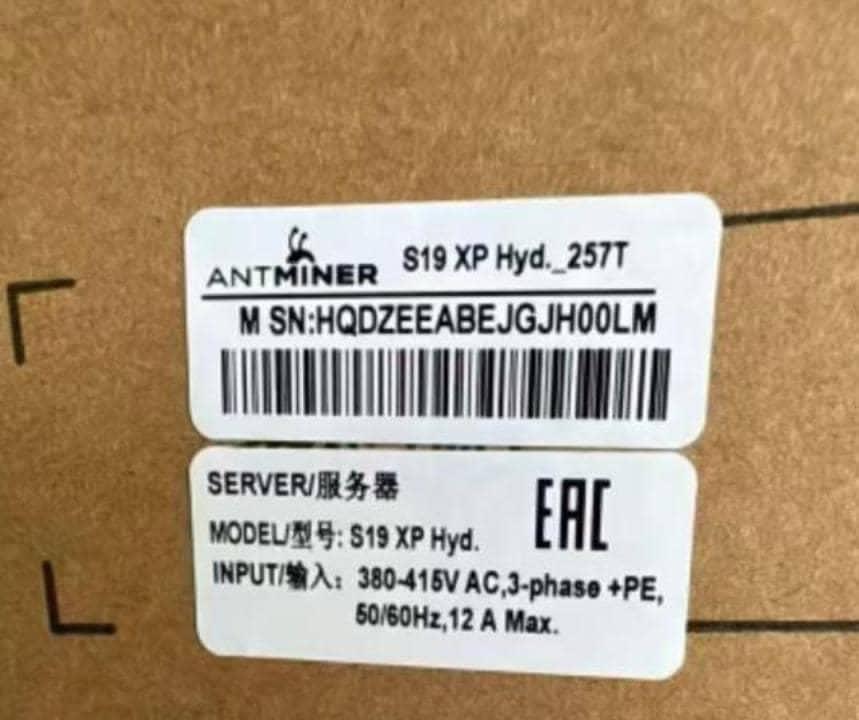 ANTMINER S19 XP Hyd._257T
M SN:HQDZEEABEJGJH00LM
SERVER/服务器
EAC
MODEL/型号: S19 XP Hyd.
INPUT/输入: 380-415V AC,3-phase +PE,
50/60Hz,12 A Max.